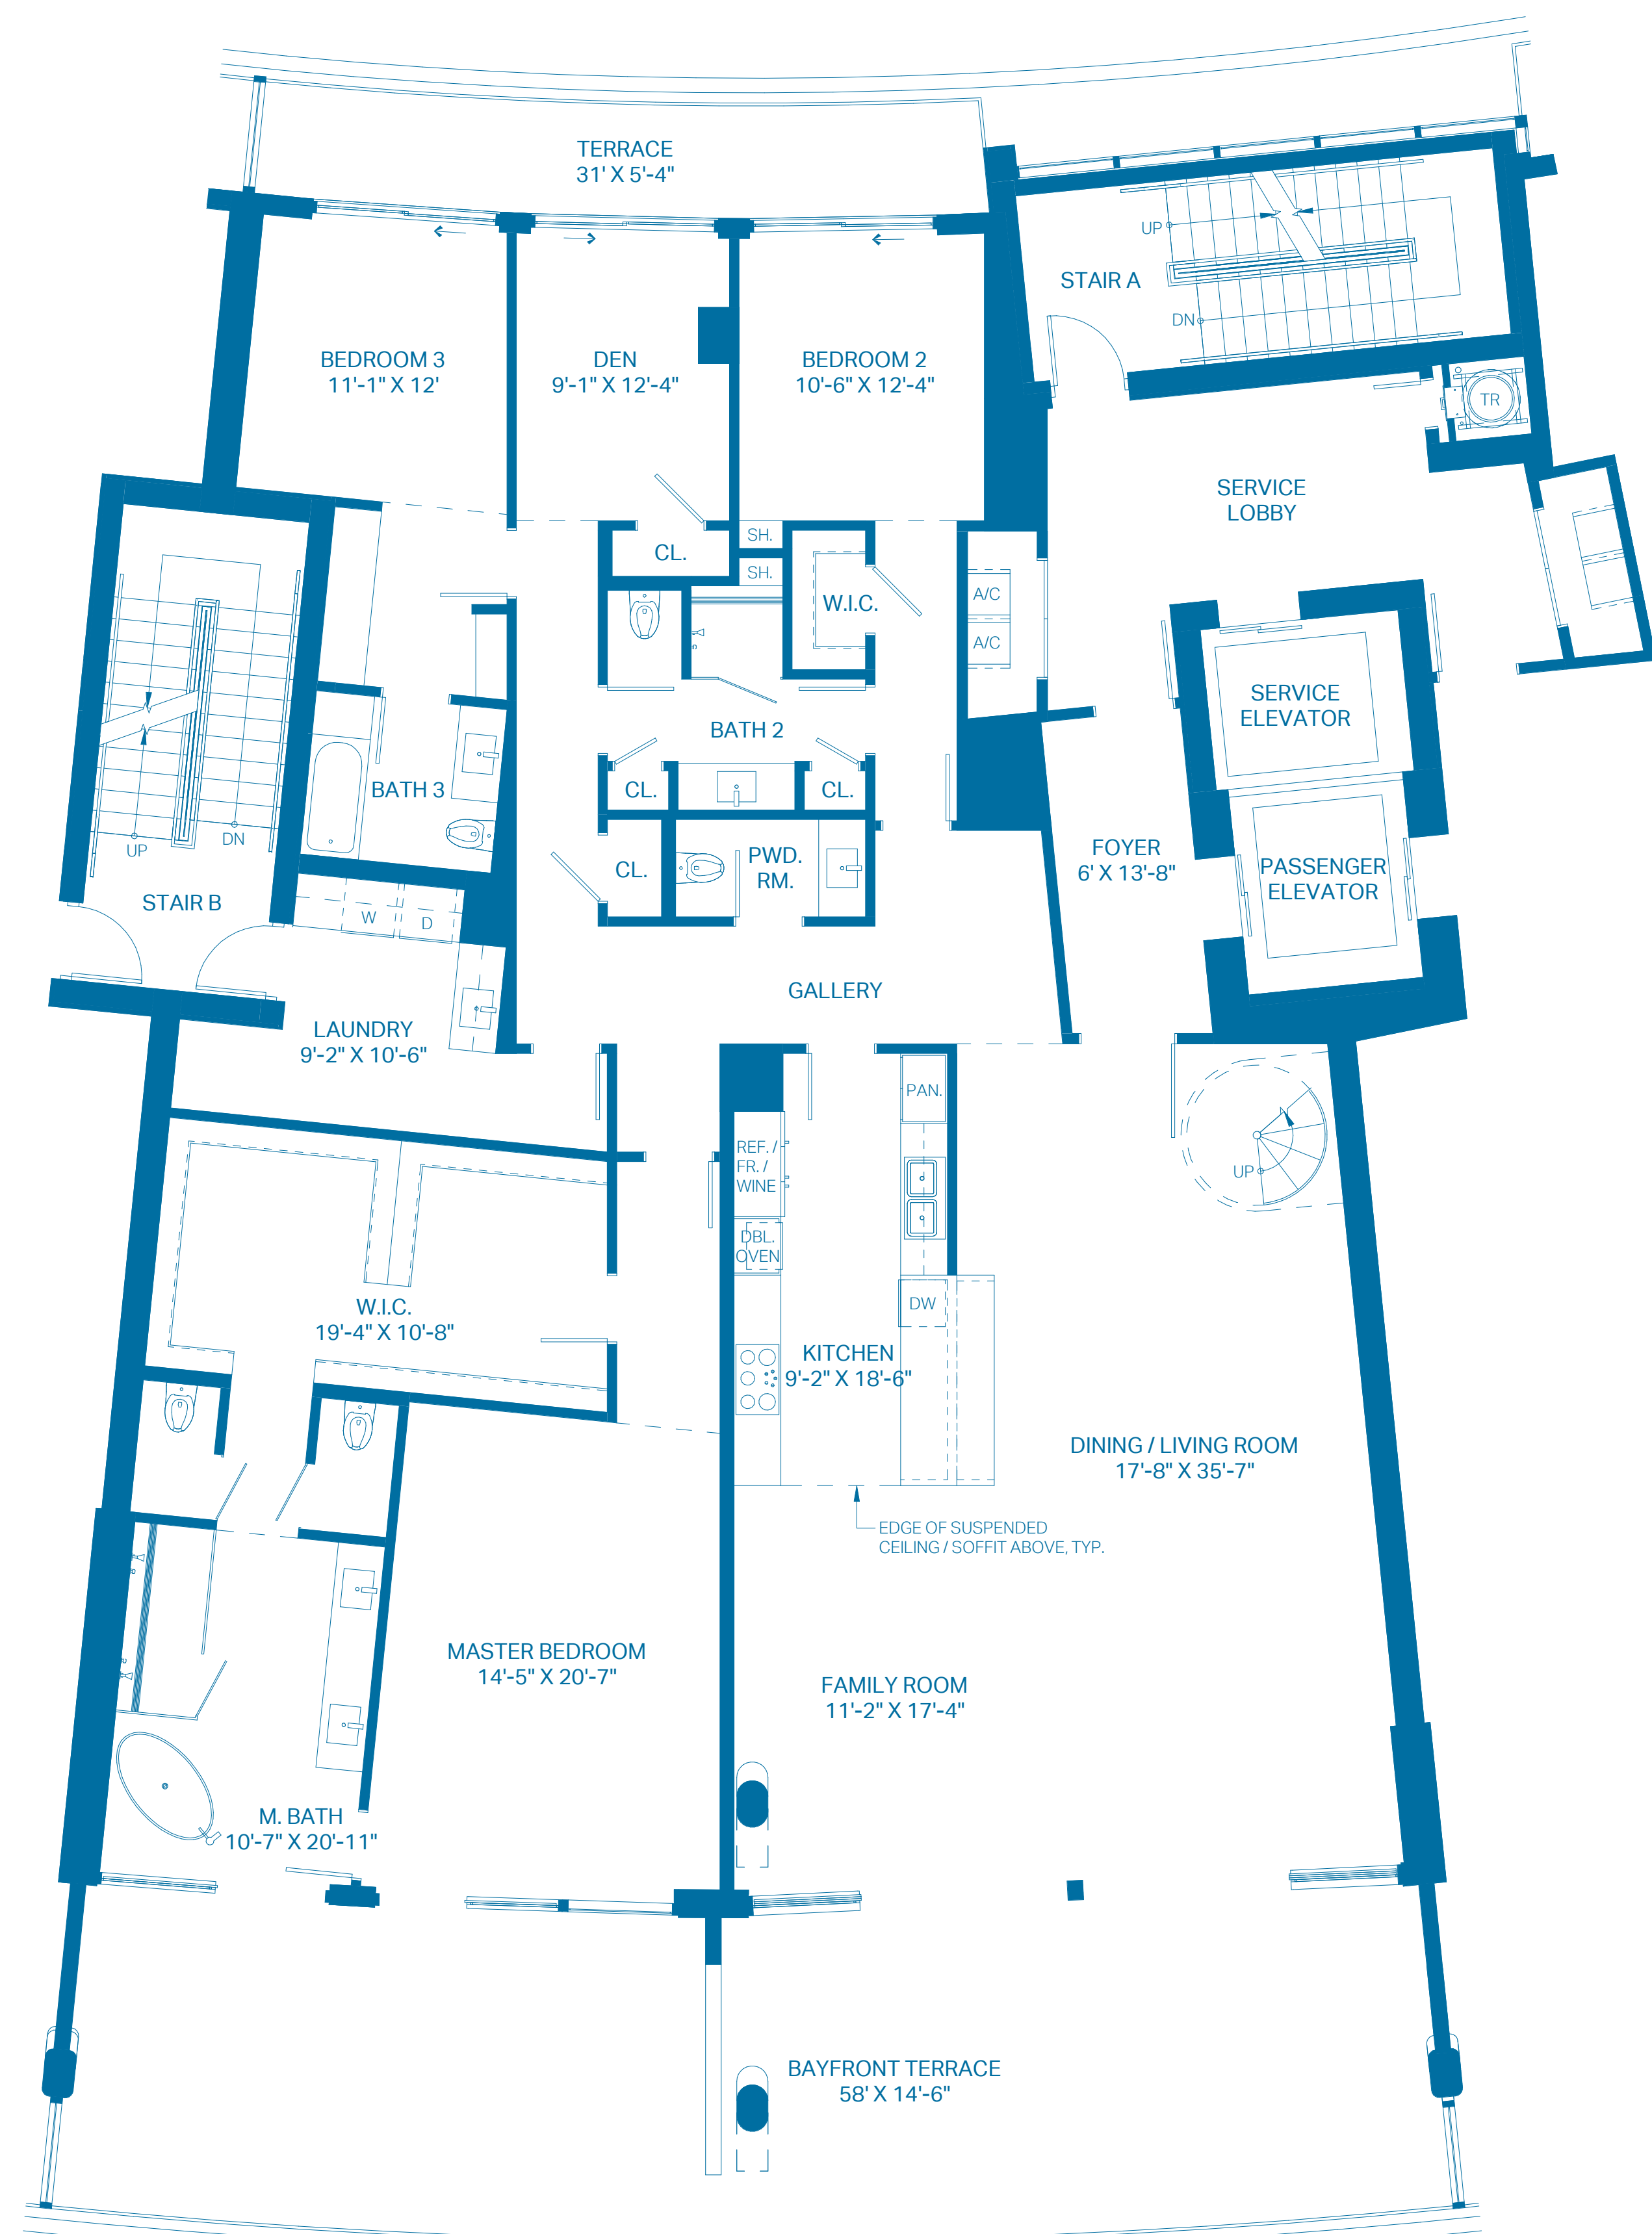 TERRACE
31' X 5'-4"
UP
STAIR A
DN
BEDROOM 3
11'-1" X 12'
DEN
9'-1" X 12'-4"
BEDROOM 2
10'-6" X 12'-4"
TR
SERVICE
LOBBY
SH.
CL.
SH.
A/C
W.I.C.
A/C
SERVICE
ELEVATOR
BATH 2
BATH 3
CL.
CL.
UP
DN
FOYER
6' X 13'-8"
PWD.
RM.
CL.
PASSENGER
ELEVATOR
STAIR B
W
D
GALLERY
LAUNDRY
9'-2" X 10'-6"
PAN.
REF. /
FR. /
WINE
UP
DBL.
OVEN
W.I.C.
19'-4" X 10'-8"
DW
KITCHEN
9'-2" X 18'-6"
DINING / LIVING ROOM
17'-8" X 35'-7"
EDGE OF SUSPENDED
CEILING / SOFFIT ABOVE, TYP.
MASTER BEDROOM
14'-5" X 20'-7"
FAMILY ROOM
11'-2" X 17'-4"
M. BATH
10'-7" X 20'-11"
BAYFRONT TERRACE
58' X 14'-6"